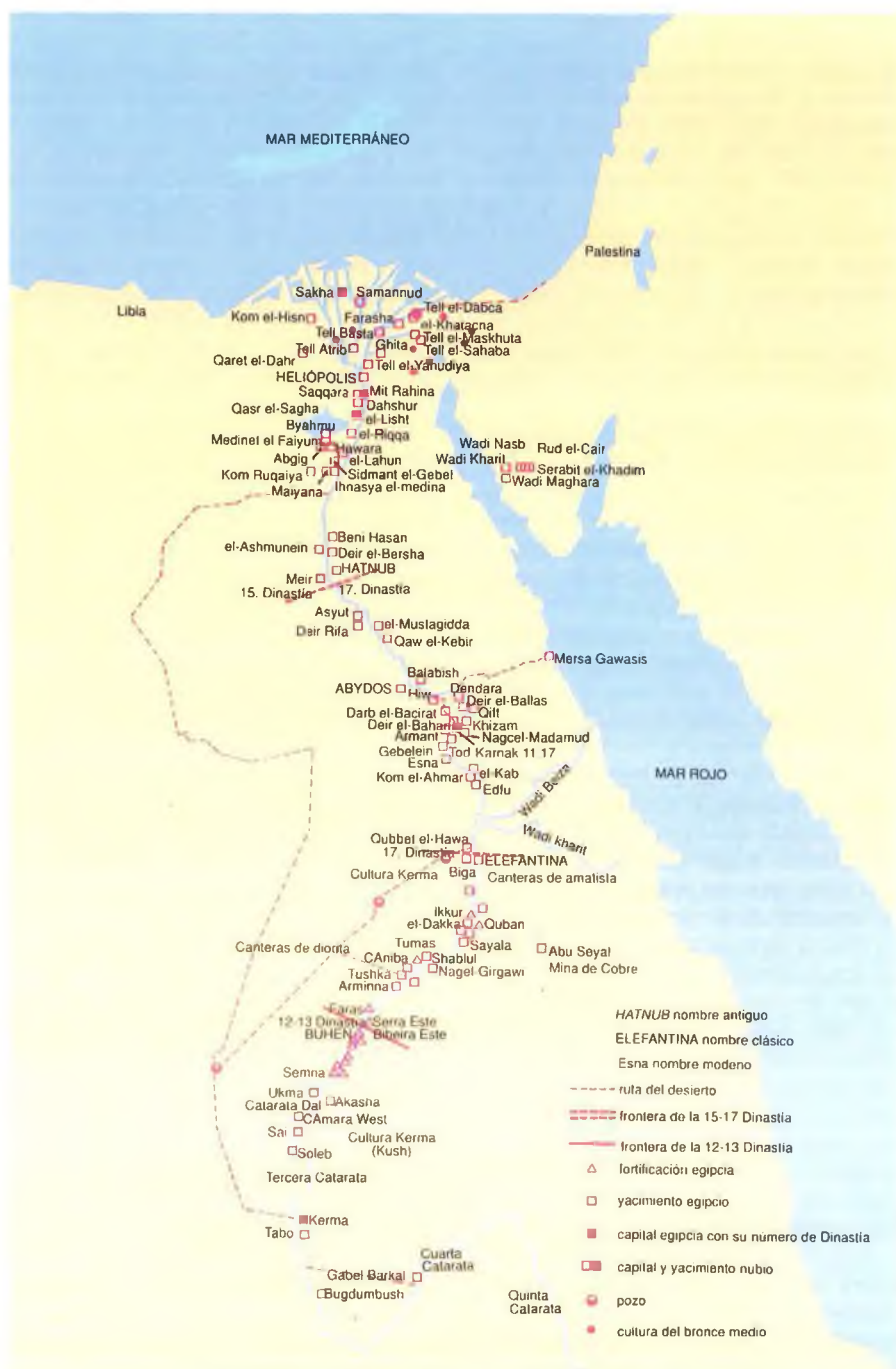 MAR MEDITERRÁNEO
Palestina
Libia
Sakha
Samannud
Tell el-Dabca
Kom el-Hisn
Farasha
el-Kharacna
Tell Basta
Tell el-Maskhuta
Tell Atrib
Ghita
Tell el-Sahaba
Qaret el-Dahr
Tell el-Yahudiya
HELIÓPOLIS
Saqqara
Mit Rahina
Qasr el-Sagha
Dahshur
el-Lisht
Byahmu
el-Riqqa
Medinel el Faiyum
Hawara
Abgig
el-Lahun
Kom Ruqaiya
Sidmant el-Gebel
Maiyana
Ihnasya el-medina
Wadi Nasb
Rud el-Cair
Wadi Kharil
Serabit el-Khadim
Wadi Maghara
Beni Hasan
el-Ashmunein
Deir el-Bersha
HATNUB
Meir
15. Dinastía
17. Dinastía
Asyut
Deir Rifa
el-Muslagidda
Qaw el-Kebir
Mersa Gawasis
Balabish
ABYDOS
Hiw
Dendara
Deir el-Ballas
Darb el-Bacirat
Qift
Deir el-Bahari
Khizam
Armant
Nagcel-Madamud
Gebelein
Tod Karnak 11 17
Esna
Kom el-Ahmar
el Kab
Edfu
MAR ROJO
Wadi Beiza
Wadi kharit
Qubbet el-Hawa
17. Dinastía
ELEFANTINA
Cultura Kerma
Biga
Canteras de amatista
Ikkur
el-Dakka
Quban
Canteras de diorita
Tumas
Sayala
Abu Seyal
CAniba
Shablul
Mina de Cobre
Tushka
Nagel Girgawi
Arminna
Faras
12-13 Dinastía
Serra Este
BUHEN
Bibeira Este
Semna
Ukma
Akasha
Catarata Dal
CAmara West
Sai
Cultura Kerma
(Kush)
Soleb
Tercera Catarata
Kerma
Tabo
Cuarta
Catarata
Gabel Barkal
Bugdumbush
Quinta
Catarata
HATNUB nombre antiguo
ELEFANTINA nombre clásico
Esna nombre modeno
ruta del desierto
frontera de la 15-17 Dinastía
frontera de la 12-13 Dinastía
fortificación egipcia
yacimiento egipcio
capital egipcia con su número de Dinastía
capital y yacimiento nubio
pozo
cultura del bronce medio